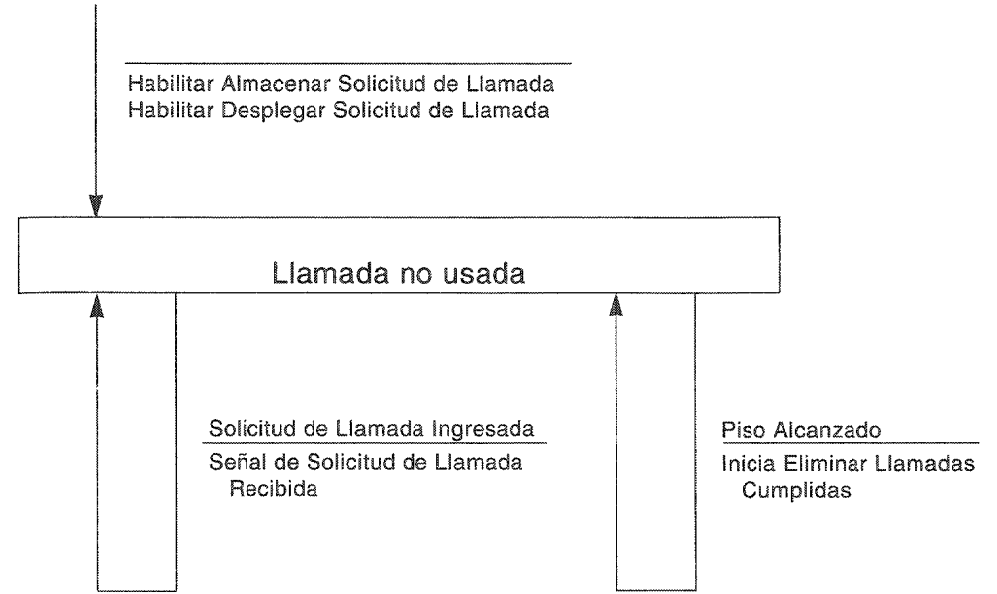 Habilitar Almacenar Solicitud de Llamada
Habilitar Desplegar Solicitud de Llamada
Llamada no usada
Solicitud de Llamada Ingresada
Señal de Solicitud de Llamada
Recibida
Piso Alcanzado
Inicia Eliminar Llamadas
Cumplidas